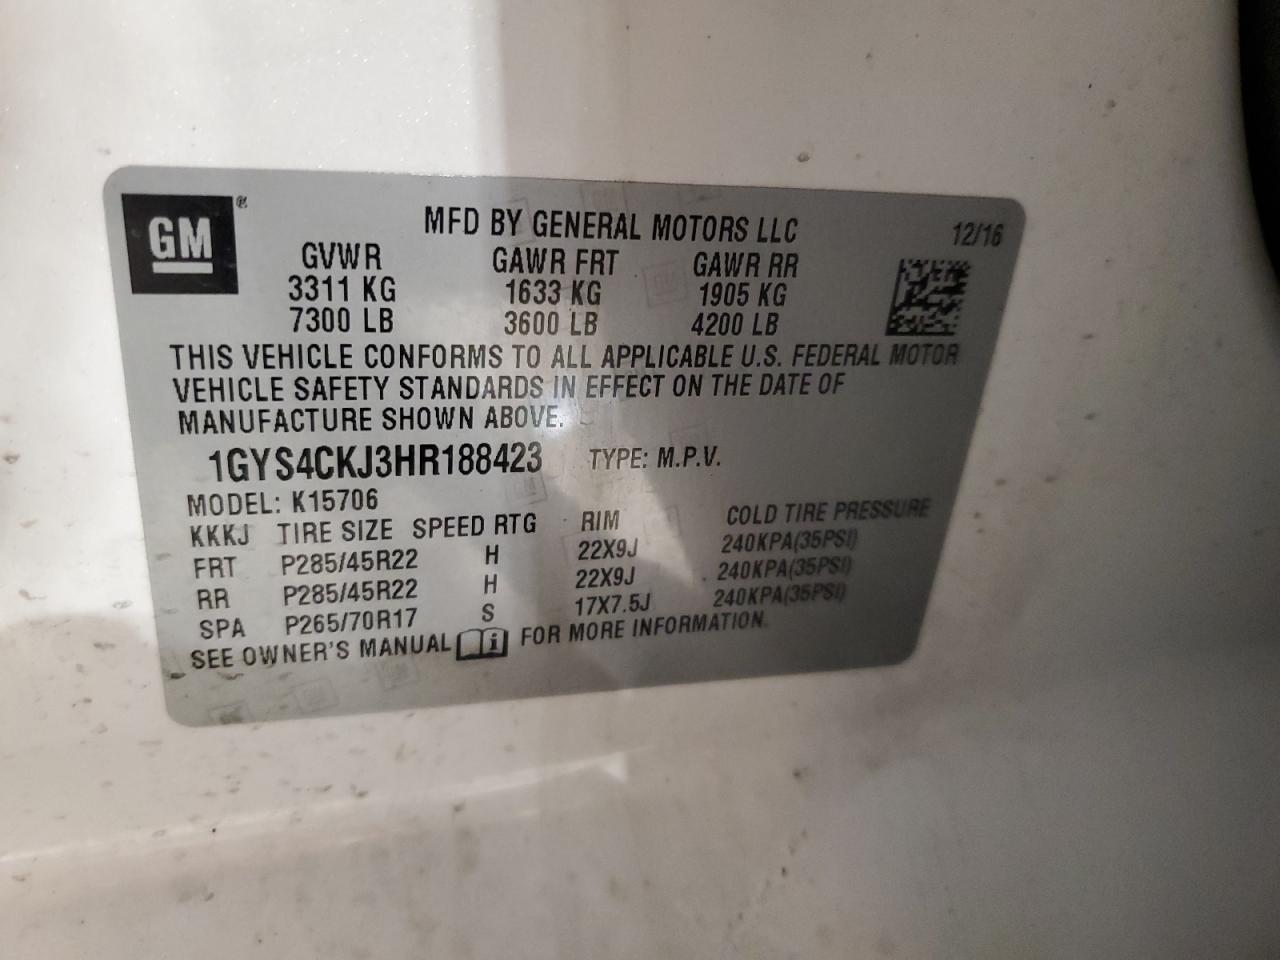 GM ®
MFD BY GENERAL MOTORS LLC 12/16
GVWR GAWR FRT GAWR RR
3311 KG 1633 KG 1905 KG
7300 LB 3600 LB 4200 LB
THIS VEHICLE CONFORMS TO ALL APPLICABLE U.S. FEDERAL MOTOR
VEHICLE SAFETY STANDARDS IN EFFECT ON THE DATE OF
MANUFACTURE SHOWN ABOVE.
1GYS4CKJ3HR188423 TYPE: M.P.V.
MODEL: K15706
KKKJ TIRE SIZE SPEED RTG RIM COLD TIRE PRESSURE
FRT P285/45R22 H 22X9J 240KPA(35PSI)
RR P285/45R22 H 22X9J 240KPA(35PSI)
SPA P265/70R17 S 17X7.5J 240KPA(35PSI)
SEE OWNER'S MANUAL i FOR MORE INFORMATION.